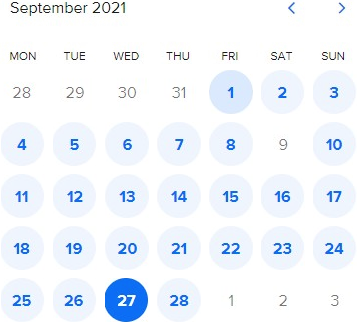 September 2021
MON TUE WED THU FRI SAT SUN
28 29 30 31 1 2 3
4 5 6 7 8 9 10
11 12 13 14 15 16 17
18 19 20 21 22 23 24
25 26 27 28 1 2 3